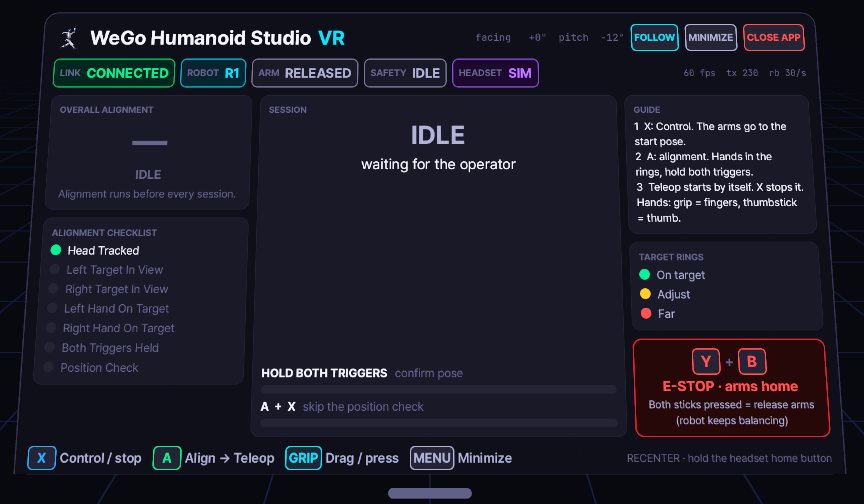 WeGo Humanoid Studio VR
facing +0° pitch -12°
FOLLOW
MINIMIZE
CLOSE APP
LINK CONNECTED
ROBOT R1
ARM RELEASED
SAFETY IDLE
HEADSET SIM
60 fps tx 230 rb 30/s
OVERALL ALIGNMENT
IDLE
Alignment runs before every session.
ALIGNMENT CHECKLIST
Head Tracked
Left Target In View
Right Target In View
Left Hand On Target
Right Hand On Target
Both Triggers Held
Position Check
SESSION
IDLE
waiting for the operator
HOLD BOTH TRIGGERS confirm pose
A + X skip the position check
GUIDE
1 X: Control. The arms go to the
start pose.
2 A: alignment. Hands in the
rings, hold both triggers.
3 Teleop starts by itself. X stops it.
Hands: grip = fingers, thumbstick
= thumb.
TARGET RINGS
On target
Adjust
Far
Y + B
E-STOP · arms home
Both sticks pressed = release arms
(robot keeps balancing)
X Control / stop
A Align → Teleop
GRIP Drag / press
MENU Minimize
RECENTER · hold the headset home button